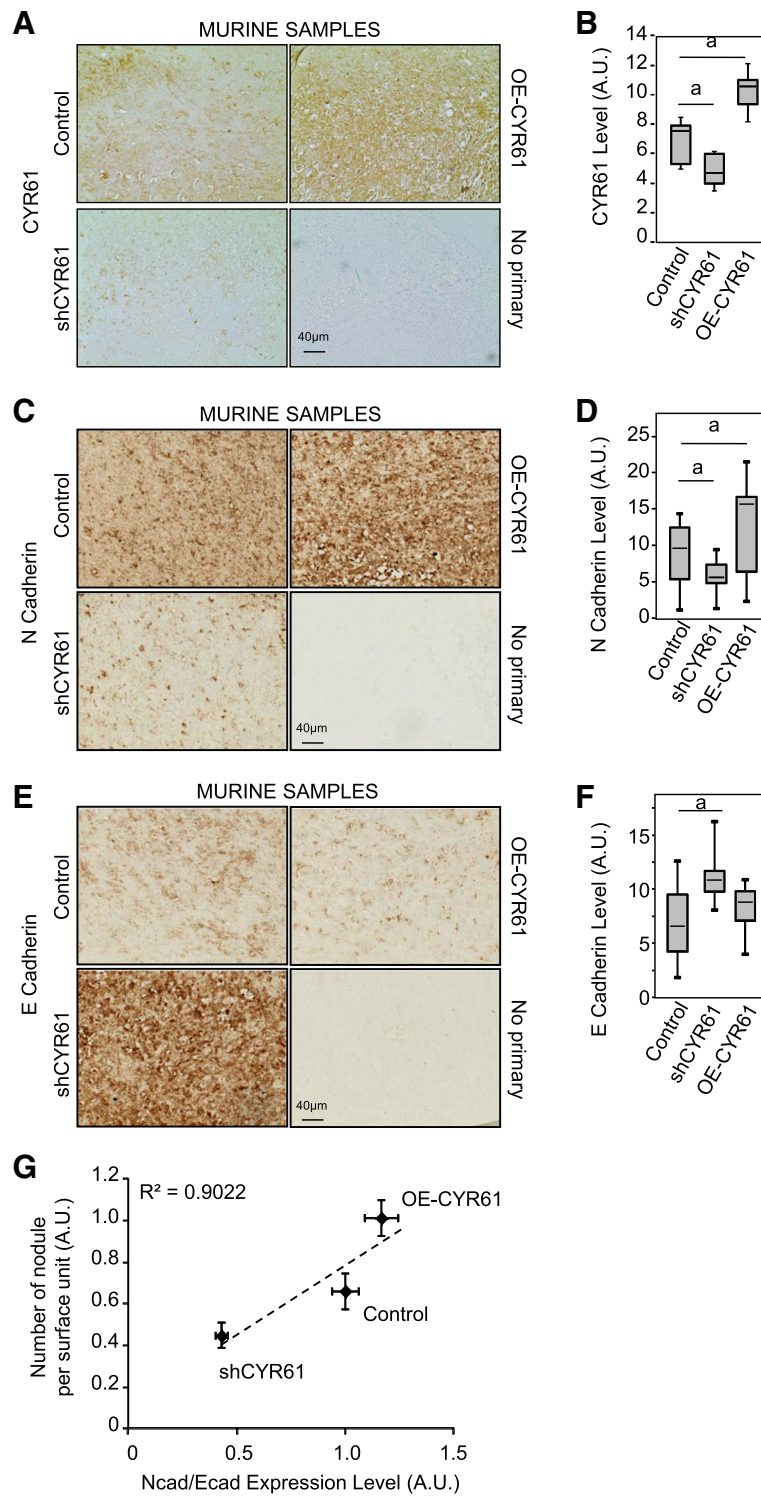 A
MURINE SAMPLES
CYR61
Control
OE-CYR61
shCYR61
No primary
40µm
B
CYR61 Level (A.U.)
14
12
10
8
6
4
2
0
a
a
Control
shCYR61
OE-CYR61
C
MURINE SAMPLES
N Cadherin
Control
OE-CYR61
shCYR61
No primary
40µm
D
N Cadherin Level (A.U.)
25
20
15
10
5
0
a
a
Control
shCYR61
OE-CYR61
E
MURINE SAMPLES
E Cadherin
Control
OE-CYR61
shCYR61
No primary
40µm
F
E Cadherin Level (A.U.)
15
10
5
0
a
Control
shCYR61
OE-CYR61
G
Number of nodule
per surface unit (A.U.)
1.2
1.0
0.8
0.6
0.4
0.2
0
R² = 0.9022
OE-CYR61
Control
shCYR61
0 0.5 1.0 1.5
Ncad/Ecad Expression Level (A.U.)